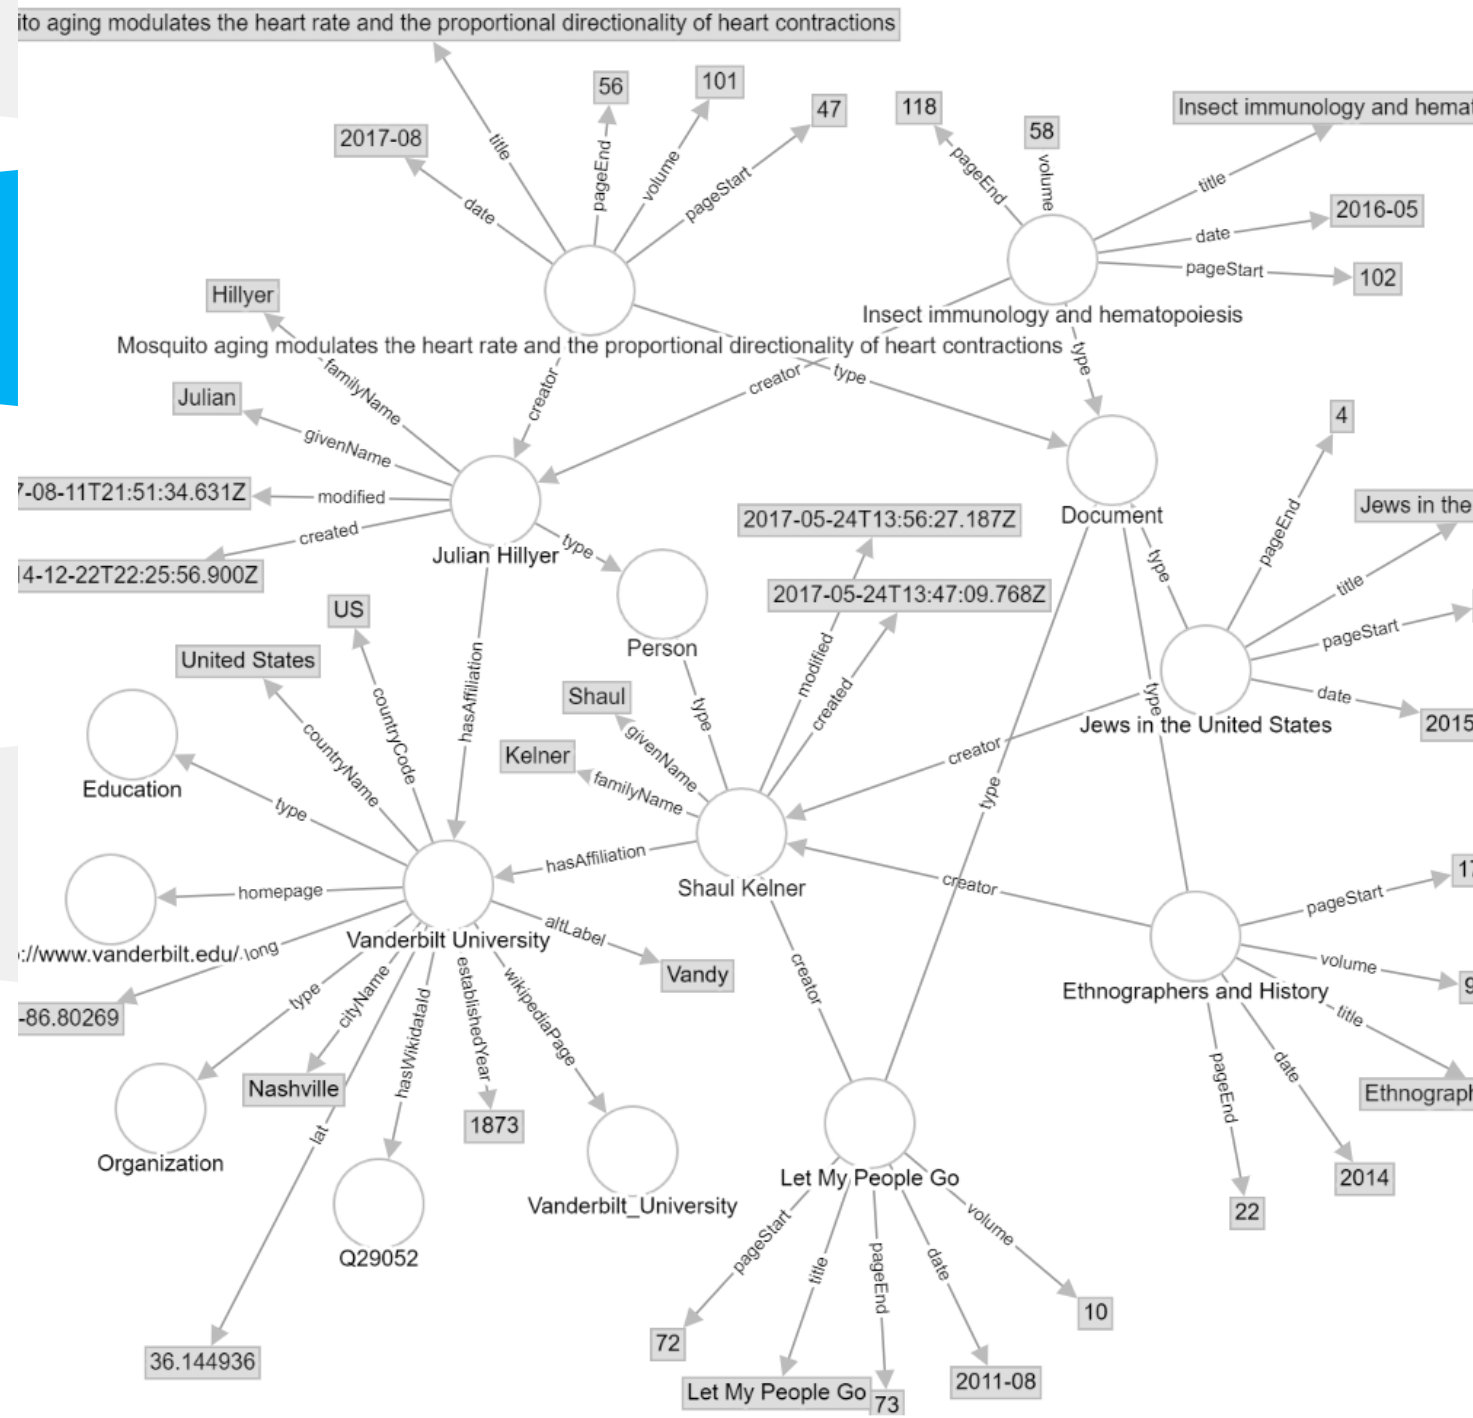 ito aging modulates the heart rate and the proportional directionality of heart contractions
56
101
47
118
58
Insect immunology and hemat
2017-08
title
pageEnd
volume
pageStart
date
pageEnd
volume
title
2016-05
date
pageStart
102
Hillyer
Insect immunology and hematopoiesis
Mosquito aging modulates the heart rate and the proportional directionality of heart contractions
familyName
creator
creator
type
type
Julian
givenName
4
7-08-11T21:51:34.631Z
modified
created
4-12-22T22:25:56.900Z
Julian Hillyer
type
2017-05-24T13:56:27.187Z
Document
pageEnd
Jews in the
type
title
2017-05-24T13:47:09.768Z
US
Person
pageStart
United States
hasAffiliation
modified
created
type
date
2015
Shaul
givenName
type
Jews in the United States
countryCode
countryName
Kelner
familyName
creator
Education
type
type
hasAffiliation
Shaul Kelner
creator
17
pageStart
homepage
altLabel
Vanderbilt University
://www.vanderbilt.edu/
long
Vandy
volume
9
Ethnographers and History
title
-86.80269
type
cityName
hasWikidataId
establishedYear
wikipediaPage
creator
pageEnd
date
Nashville
Ethnograph
1873
lat
Organization
Let My People Go
2014
Vanderbilt_University
22
Q29052
pageStart
title
pageEnd
date
volume
10
72
36.144936
Let My People Go
73
2011-08